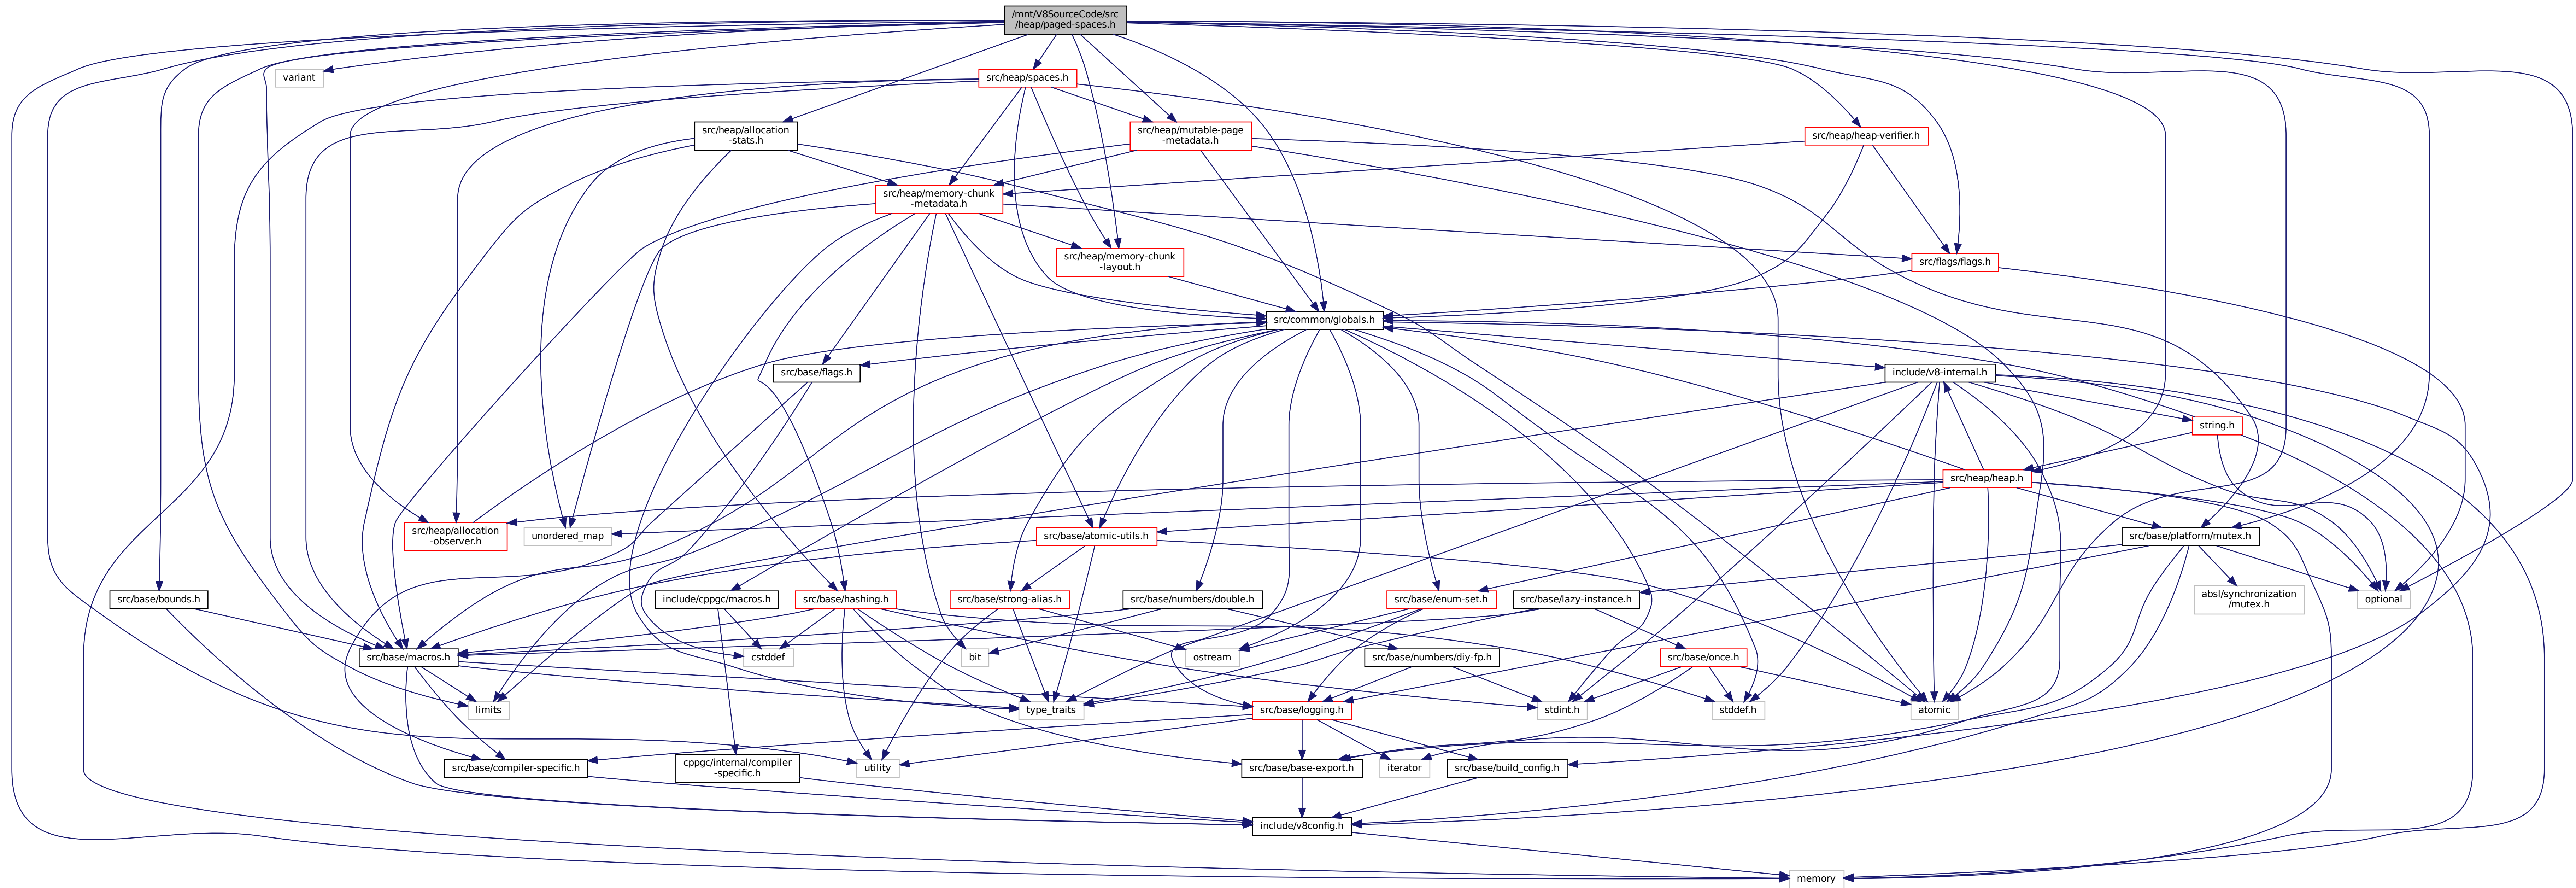 /mnt/V8SourceCode/src
/heap/paged-spaces.h
variant
src/heap/spaces.h
src/heap/allocation
-stats.h
src/heap/mutable-page
-metadata.h
src/heap/heap-verifier.h
src/heap/memory-chunk
-metadata.h
src/heap/memory-chunk
-layout.h
src/flags/flags.h
src/common/globals.h
src/base/flags.h
include/v8-internal.h
string.h
src/heap/heap.h
src/heap/allocation
-observer.h
unordered_map
src/base/atomic-utils.h
src/base/platform/mutex.h
src/base/bounds.h
include/cppgc/macros.h
src/base/hashing.h
src/base/strong-alias.h
src/base/numbers/double.h
src/base/enum-set.h
src/base/lazy-instance.h
absl/synchronization
/mutex.h
optional
src/base/macros.h
cstddef
bit
ostream
src/base/numbers/diy-fp.h
src/base/once.h
limits
type_traits
src/base/logging.h
stdint.h
stddef.h
atomic
src/base/compiler-specific.h
cppgc/internal/compiler
-specific.h
utility
src/base/base-export.h
iterator
src/base/build_config.h
include/v8config.h
memory